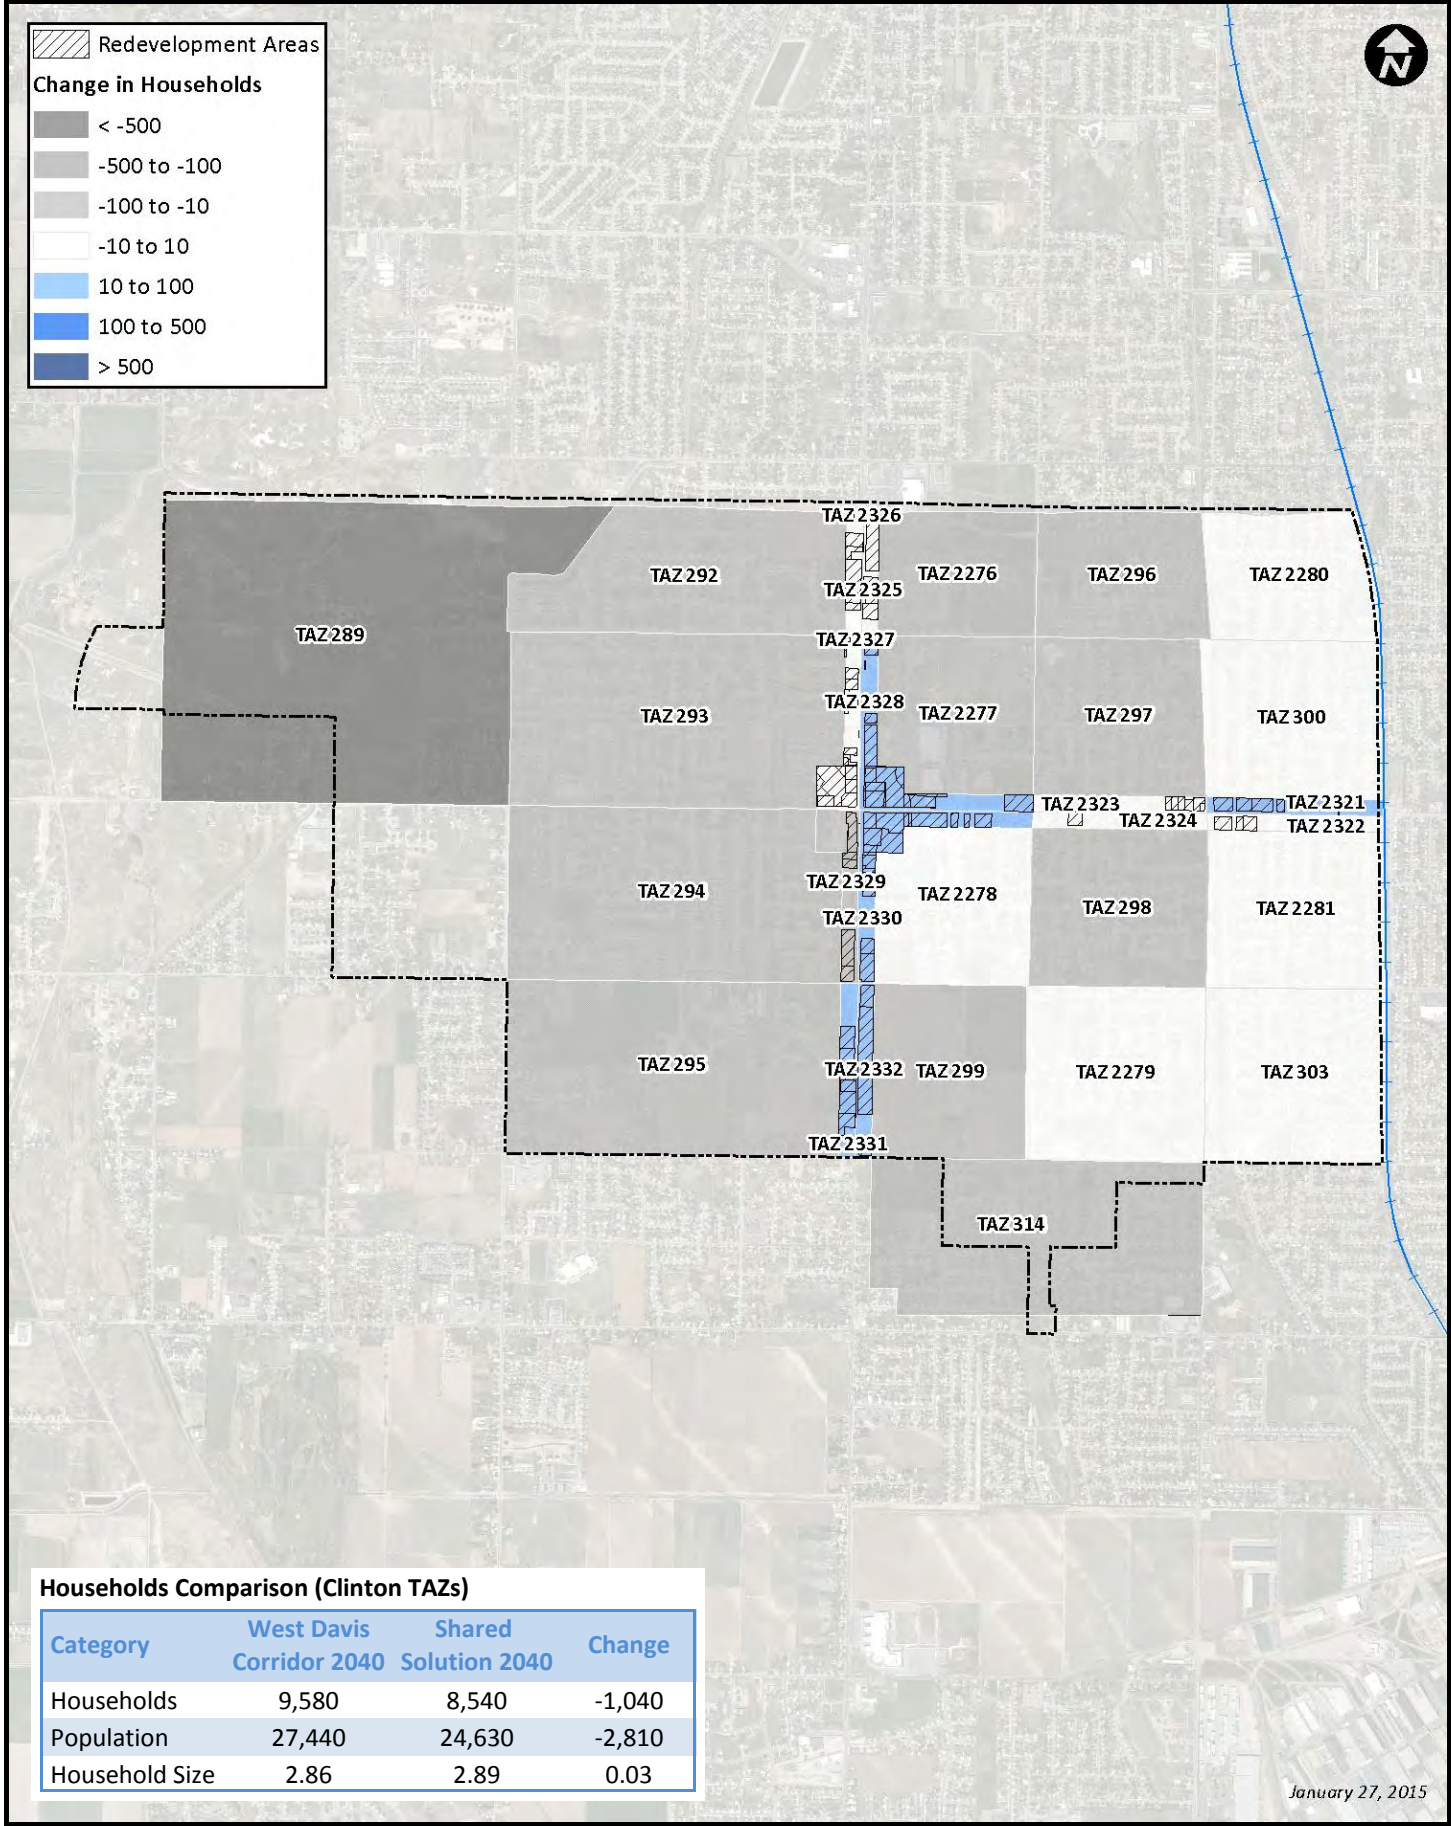 Redevelopment Areas
Change in Households
< -500
-500 to -100
-100 to -10
-10 to 10
10 to 100
100 to 500
> 500
N
TAZ 2326
TAZ 292
TAZ 2276
TAZ 296
TAZ 2280
TAZ 2325
TAZ 289
TAZ 2327
TAZ 2328
TAZ 293
TAZ 2277
TAZ 297
TAZ 300
TAZ 2323
TAZ 2321
TAZ 2324
TAZ 2322
TAZ 2329
TAZ 294
TAZ 2278
TAZ 298
TAZ 2281
TAZ 2330
TAZ 295
TAZ 2332
TAZ 299
TAZ 2279
TAZ 303
TAZ 2331
TAZ 314
Households Comparison (Clinton TAZs)
Category West Davis Corridor 2040 Shared Solution 2040 Change
Households 9,580 8,540 -1,040
Population 27,440 24,630 -2,810
Household Size 2.86 2.89 0.03
January 27, 2015